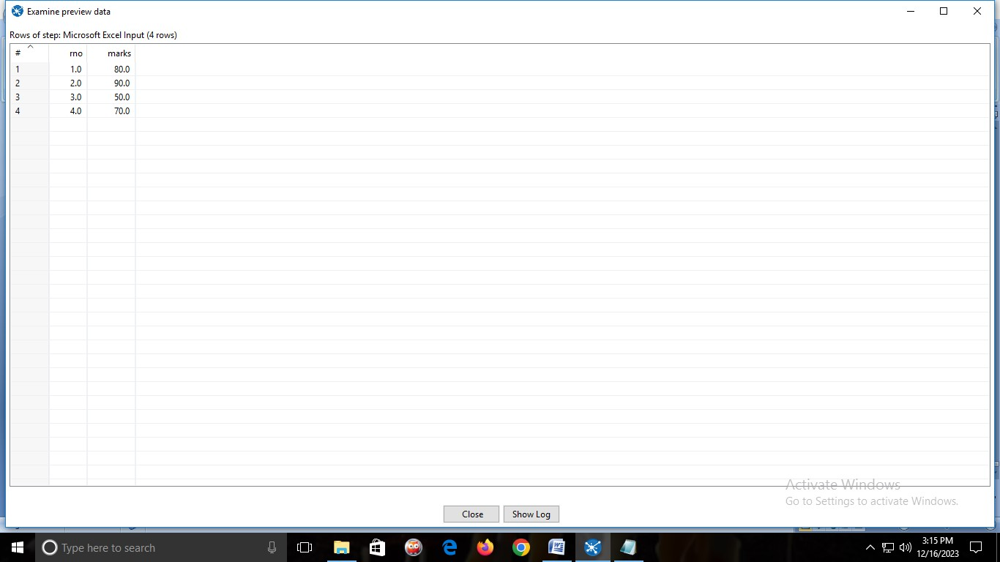 Examine preview data
Rows of step: Microsoft Excel Input (4 rows)
# rno marks
1 1.0 80.0
2 2.0 90.0
3 3.0 50.0
4 4.0 70.0
Activate Windows
Go to Settings to activate Windows.
Close Show Log
Type here to search
3:15 PM
12/16/2023